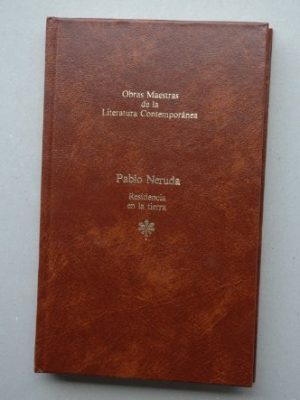 Obras Maestras
de la
Literatura Contemporánea
Pablo Neruda
Residencia
en la tierra